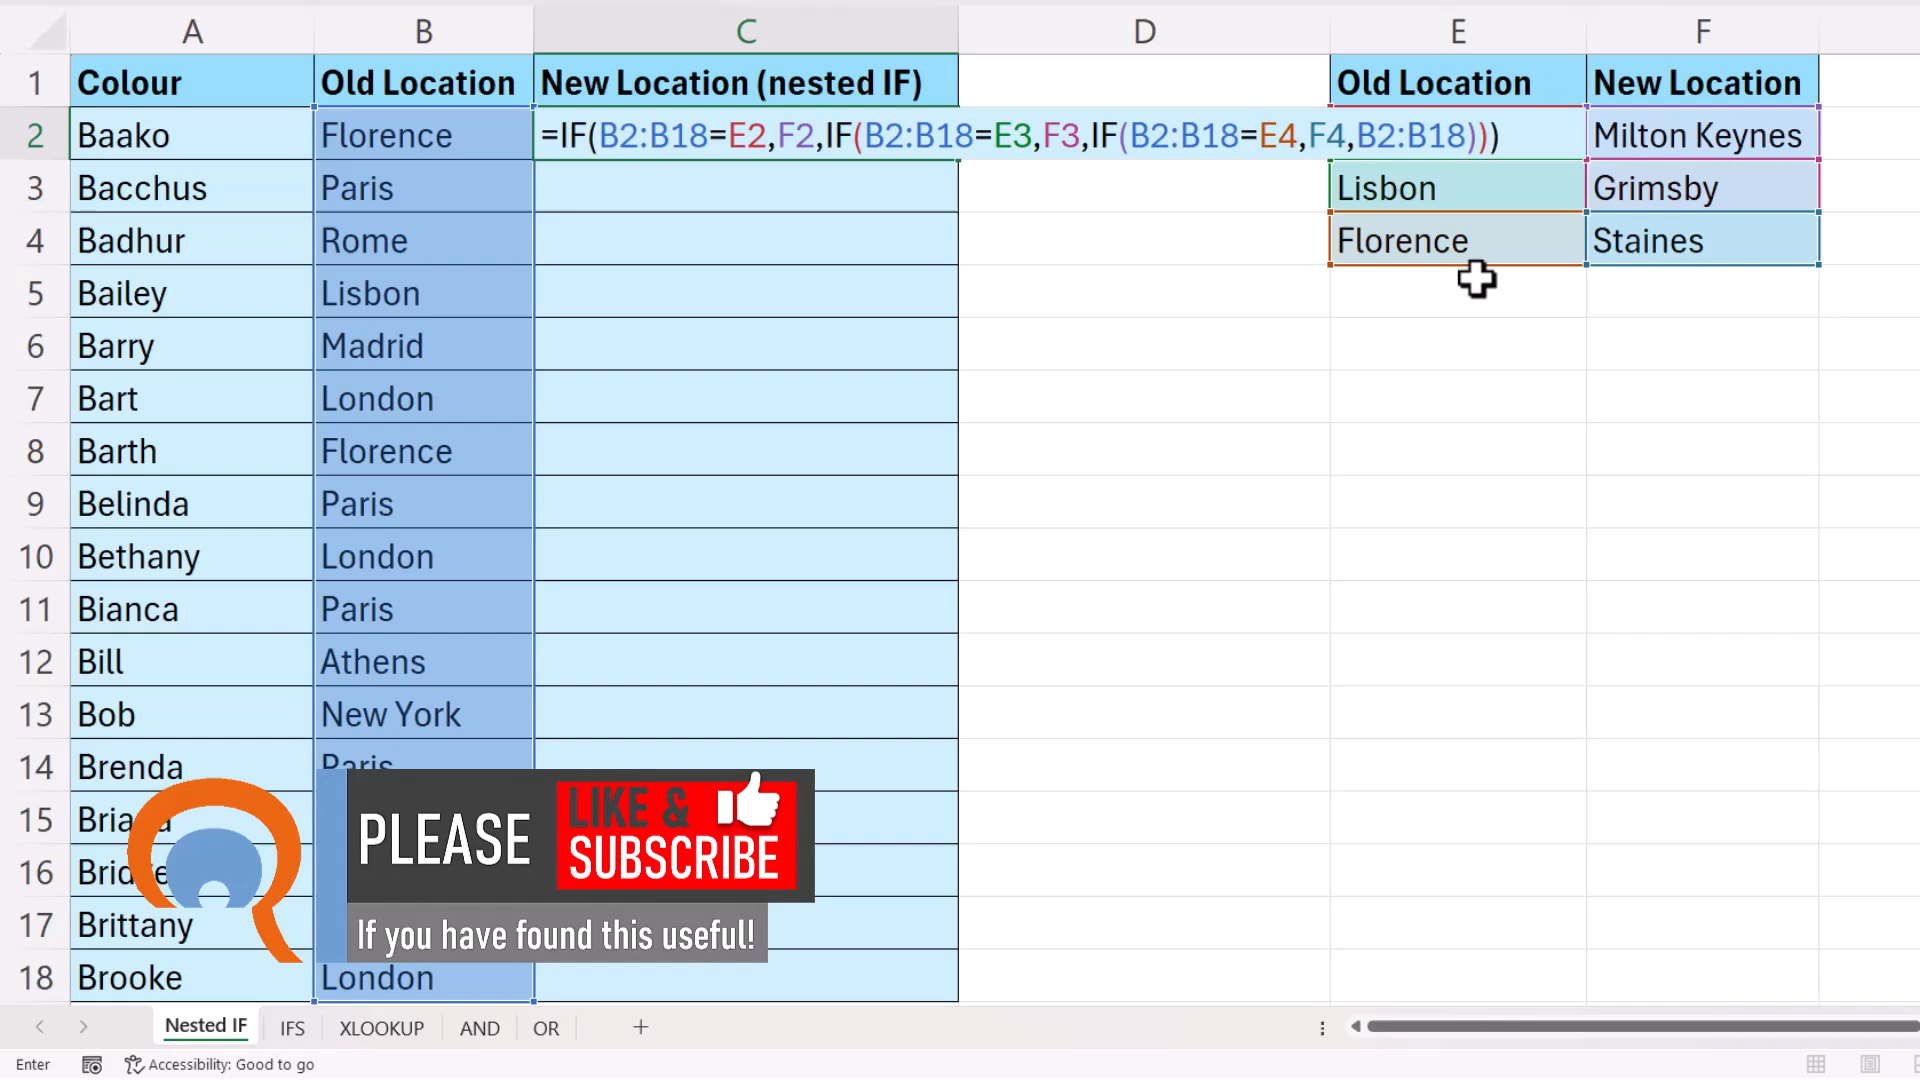 A B C D E F
1 Colour Old Location New Location (nested IF) Old Location New Location
2 Baako Florence =IF(B2:B18=E2,F2,IF(B2:B18=E3,F3,IF(B2:B18=E4,F4,B2:B18))) Milton Keynes
3 Bacchus Paris Lisbon Grimsby
4 Badhur Rome Florence Staines
5 Bailey Lisbon
6 Barry Madrid
7 Bart London
8 Barth Florence
9 Belinda Paris
10 Bethany London
11 Bianca Paris
12 Bill Athens
13 Bob New York
14 Brenda Paris
15
16
17 Brittany
18 Brooke London
PLEASE LIKE & SUBSCRIBE
If you have found this useful!
Nested IF IFS XLOOKUP AND OR
Enter Accessibility: Good to go